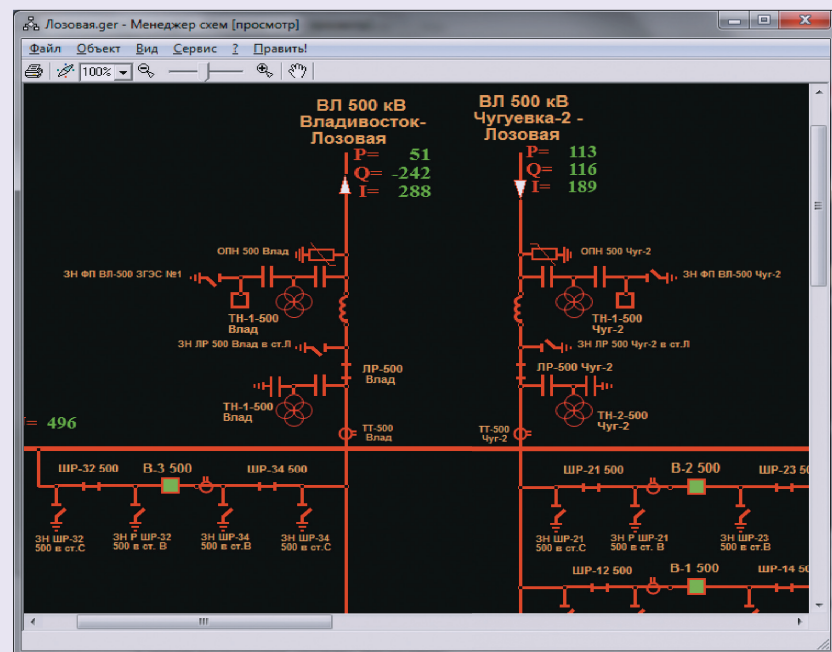 Лозовая.ger - Менеджер схем [просмотр]
Файл Объект Вид Сервис ? Править!
100%
ВЛ 500 кВ
Владивосток-
Лозовая
P= 51
Q= -242
I= 288
ВЛ 500 кВ
Чугуевка-2 -
Лозовая
P= 113
Q= 116
I= 189
ОПН 500 Влад
ОПН 500 Чуг-2
ЗН ФП ВЛ-500 ЗГЭС №1
ЗН ФП ВЛ-500 Чуг-2
ТН-1-500
Влад
ТН-1-500
Чуг-2
ЗН ЛР 500 Влад в ст.Л
ЗН ЛР 500 Чуг-2 в ст.Л
ЛР-500
Влад
ЛР-500 Чуг-2
ТН-1-500
Влад
ТН-2-500
Чуг-2
= 496
ТТ-500
Влад
ТТ-500
Чуг-2
ШР-32 500 В-3 500 ШР-34 500
ШР-21 500 В-2 500 ШР-23 50
ЗН ШР-32
500 в ст.С
ЗН Р ШР-32
500 в ст. В
ЗН ШР-34
500 в ст. В
ЗН ШР-34
500 в ст.С
ЗН ШР-21
500 в ст.С
ЗН Р ШР-21
500 в ст. В
ЗН ШР-23
500 в ст.В
ШР-12 500 В-1 500 ШР-14 50